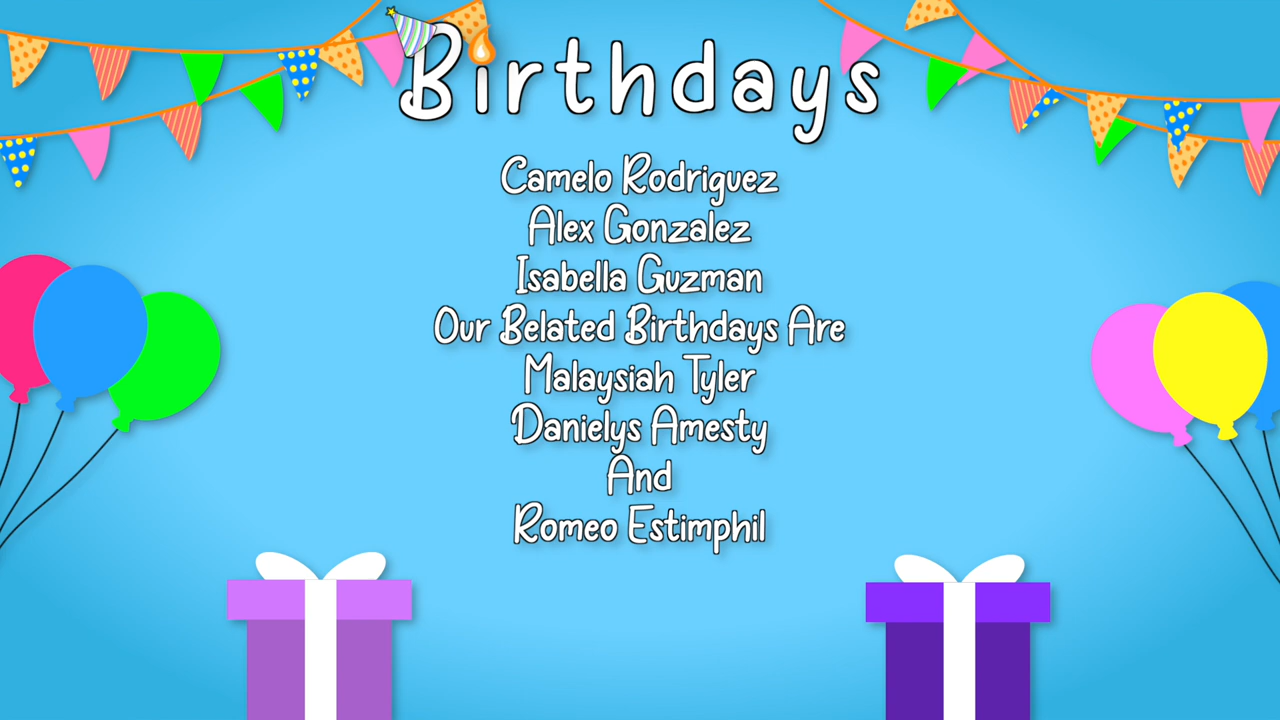 Birthdays
Camelo Rodriguez
Alex Gonzalez
Isabella Guzman
Our Belated Birthdays Are
Malaysiah Tyler
Danielys Amesty
And
Romeo Estimphil